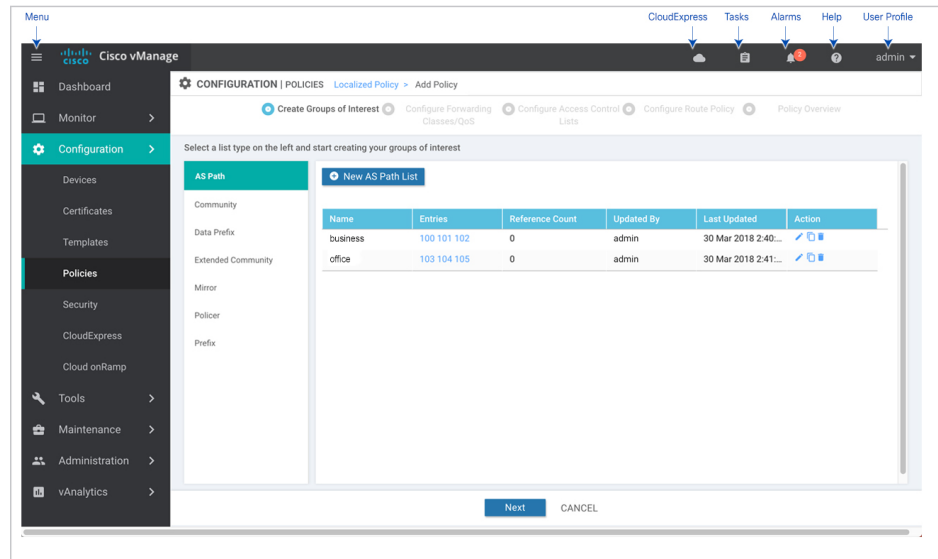 Menu CloudExpress Tasks Alarms Help User Profile
cisco Cisco vManage 2 admin
Dashboard
Monitor
Configuration
Devices
Certificates
Templates
Policies
Security
CloudExpress
Cloud onRamp
Tools
Maintenance
Administration
vAnalytics
CONFIGURATION | POLICIES Localized Policy > Add Policy
Create Groups of Interest Configure Forwarding Configure Access Control Configure Route Policy Policy Overview
Classes/QoS Lists
Select a list type on the left and start creating your groups of interest
AS Path
Community
Data Prefix
Extended Community
Mirror
Policer
Prefix
New AS Path List
Name Entries Reference Count Updated By Last Updated Action
business 100 101 102 0 admin 30 Mar 2018 2:40:...
office 103 104 105 0 admin 30 Mar 2018 2:41:...
Next CANCEL